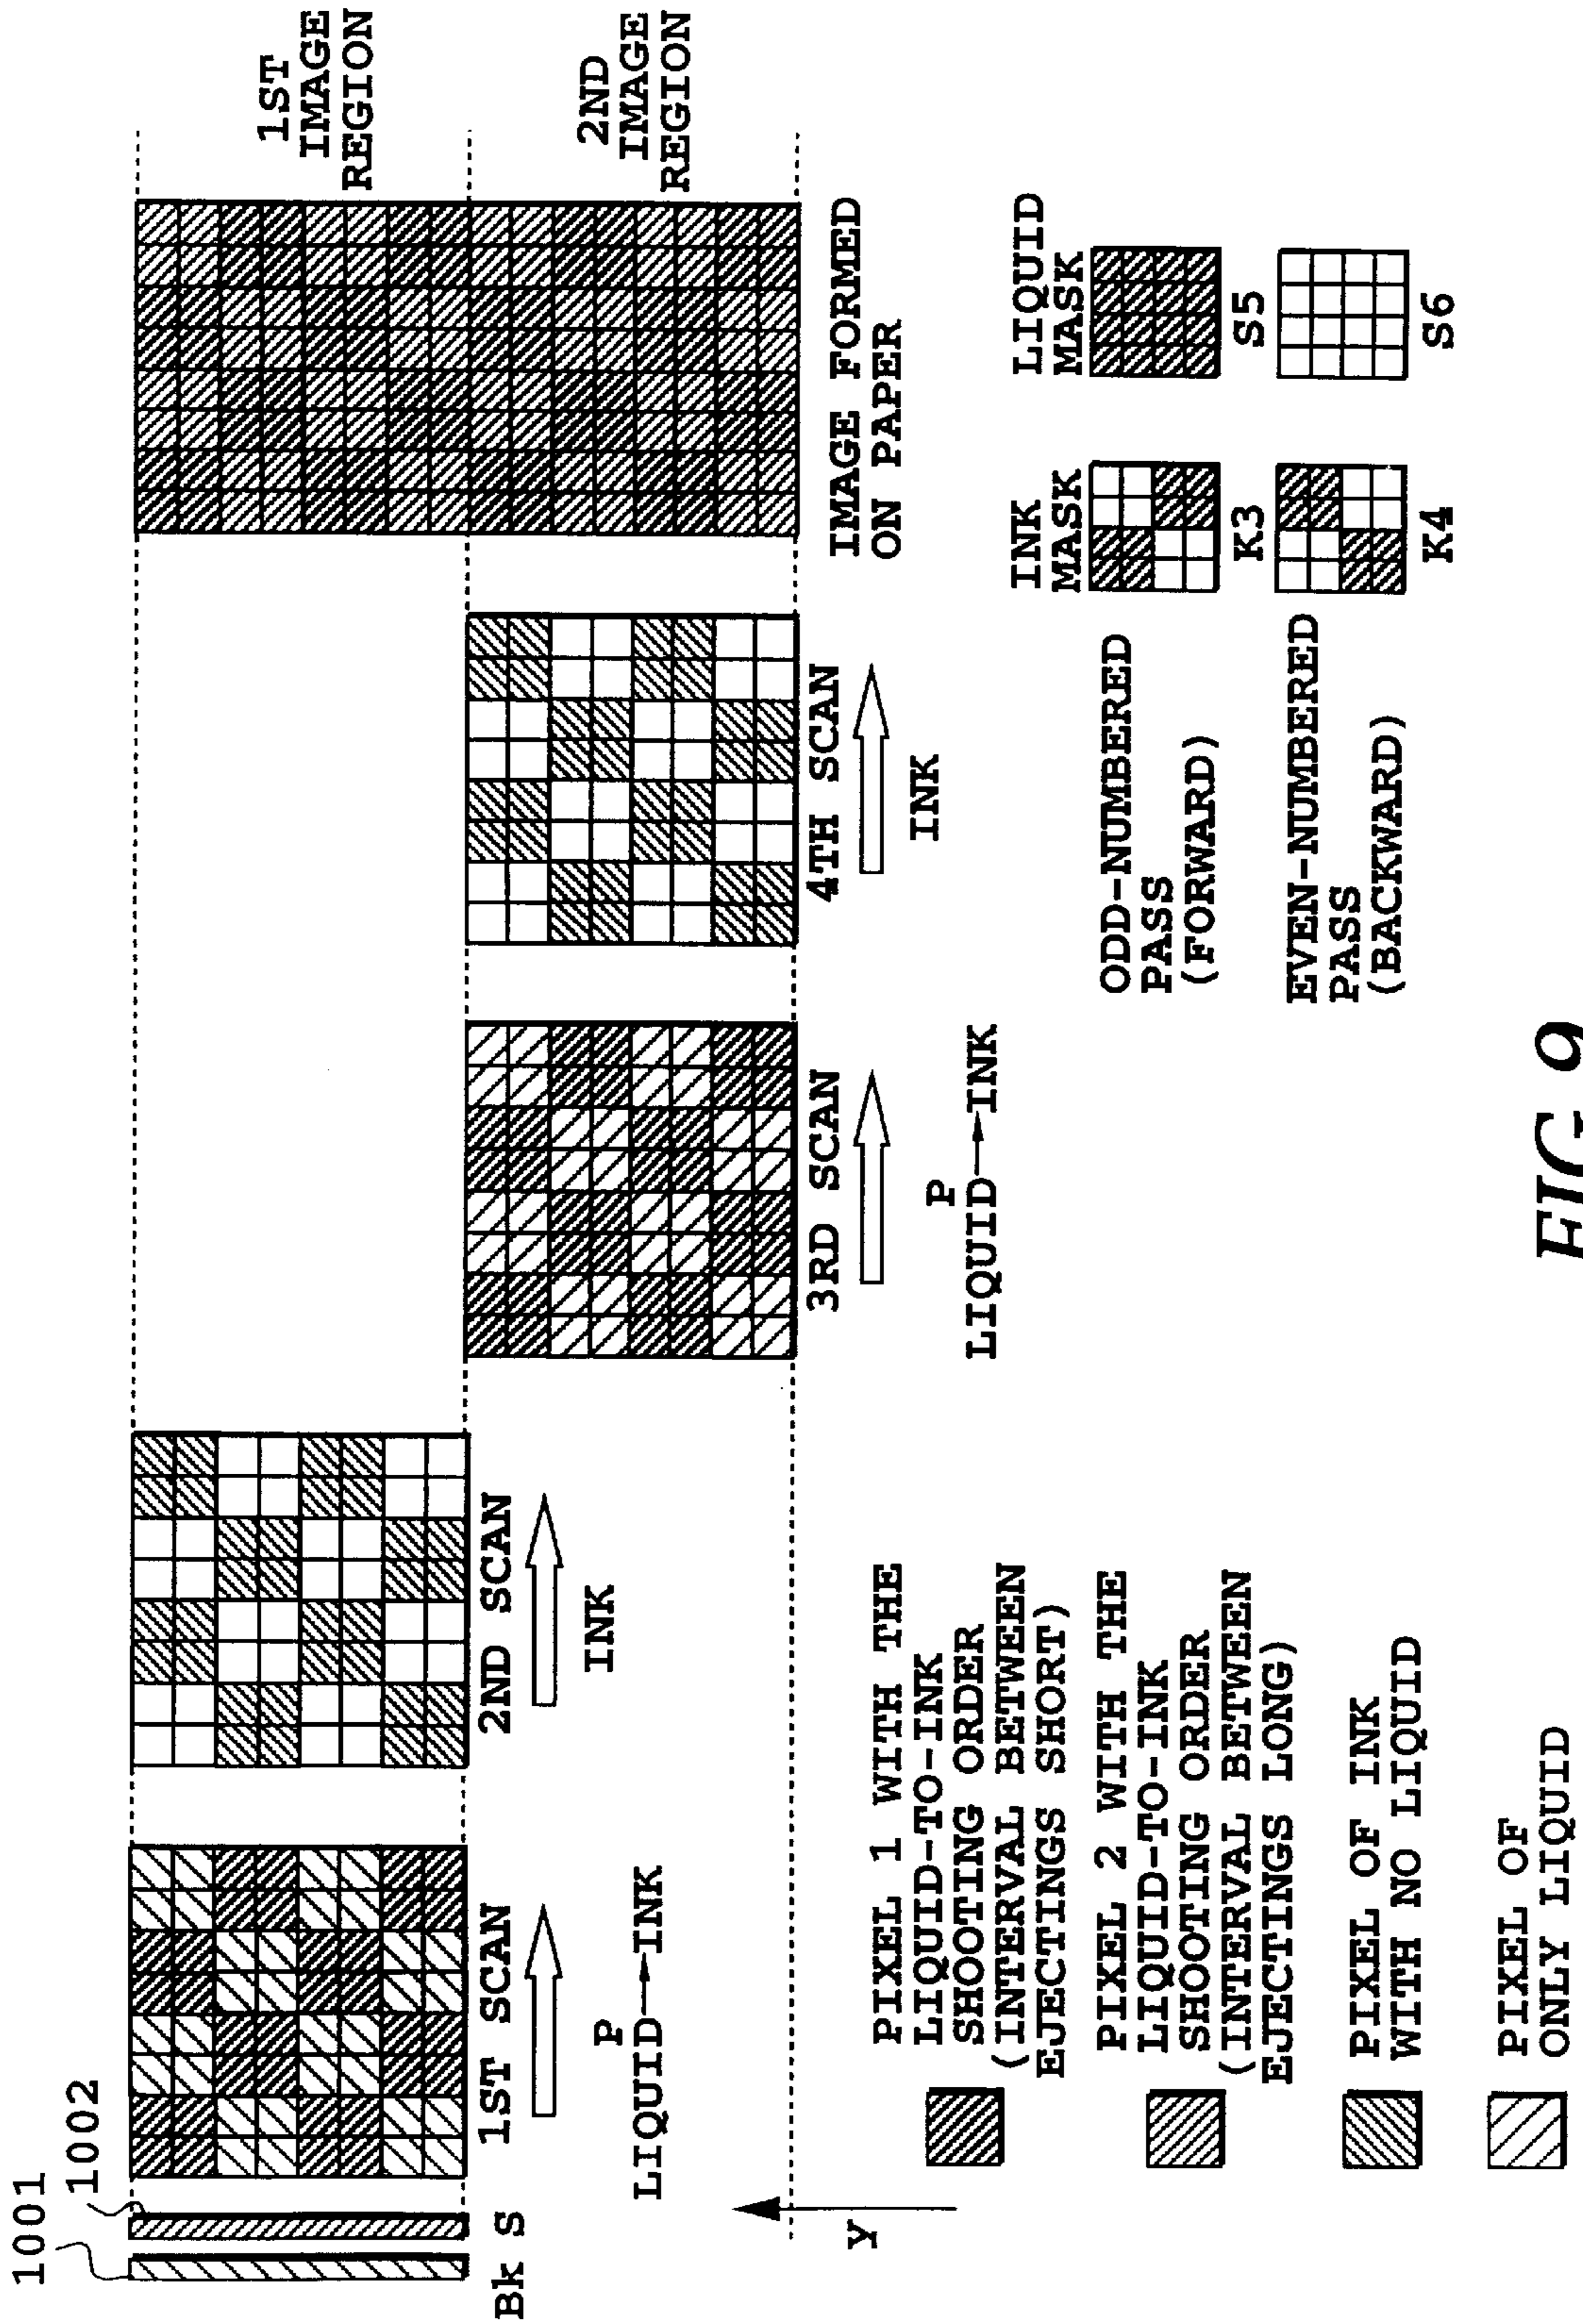 1001
1002
Bk S
1ST SCAN
P
LIQUID→INK
2ND SCAN
INK
3RD SCAN
P
LIQUID→INK
4TH SCAN
INK
IMAGE FORMED
ON PAPER
1ST
IMAGE
REGION
2ND
IMAGE
REGION
y
PIXEL 1 WITH THE
LIQUID-TO-INK
SHOOTING ORDER
(INTERVAL BETWEEN
EJECTINGS SHORT)
PIXEL 2 WITH THE
LIQUID-TO-INK
SHOOTING ORDER
(INTERVAL BETWEEN
EJECTINGS LONG)
PIXEL OF INK
WITH NO LIQUID
PIXEL OF
ONLY LIQUID
INK
MASK
LIQUID
MASK
ODD-NUMBERED
PASS
(FORWARD)
K3
S5
EVEN-NUMBERED
PASS
(BACKWARD)
K4
S6
FIG. 9